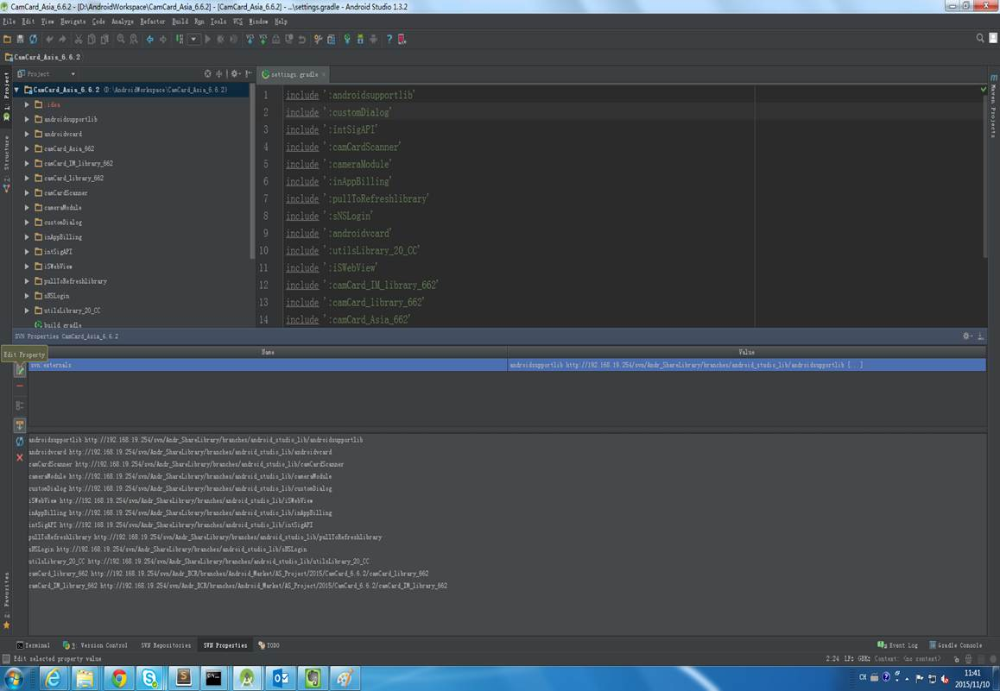 CamCard_Asia_6.6.2 - [D:\AndroidWorkspace\CamCard_Asia_6.6.2] - [CamCard_Asia_6.6.2] - ...\settings.gradle - Android Studio 1.3.2
File Edit View Navigate Code Analyze Refactor Build Run Tools VCS Window Help
CamCard_Asia_6.6.2
Project
settings.gradle
1: Project
Structure
Favorites
Maven Projects
CamCard_Asia_6.6.2 (D:\AndroidWorkspace\CamCard_Asia_6.6.2)
.idea
androidsupportlib
androidvcard
camCard_Asia_662
camCard_IM_library_662
camCard_library_662
camCardScanner
cameraModule
customDialog
inAppBilling
intSigAPI
iSWebView
pullToRefreshlibrary
sNSLogin
utilsLibrary_20_CC
build.gradle
1 include ':androidsupportlib'
2 include ':customDialog'
3 include ':intSigAPI'
4 include ':camCardScanner'
5 include ':cameraModule'
6 include ':inAppBilling'
7 include ':pullToRefreshlibrary'
8 include ':sNSLogin'
9 include ':androidvcard'
10 include ':utilsLibrary_20_CC'
11 include ':iSWebView'
12 include ':camCard_IM_library_662'
13 include ':camCard_library_662'
14 include ':camCard_Asia_662'
SVN Properties CamCard_Asia_6.6.2
Edit Property
Name Value
svn:externals androidsupportlib http://192.168.19.254/svn/Andr_ShareLibrary/branches/android_studio_lib/androidsupportlib [...]
androidsupportlib http://192.168.19.254/svn/Andr_ShareLibrary/branches/android_studio_lib/androidsupportlib
androidvcard http://192.168.19.254/svn/Andr_ShareLibrary/branches/android_studio_lib/androidvcard
camCardScanner http://192.168.19.254/svn/Andr_ShareLibrary/branches/android_studio_lib/camCardScanner
cameraModule http://192.168.19.254/svn/Andr_ShareLibrary/branches/android_studio_lib/cameraModule
customDialog http://192.168.19.254/svn/Andr_ShareLibrary/branches/android_studio_lib/customDialog
iSWebView http://192.168.19.254/svn/Andr_ShareLibrary/branches/android_studio_lib/iSWebView
inAppBilling http://192.168.19.254/svn/Andr_ShareLibrary/branches/android_studio_lib/inAppBilling
intSigAPI http://192.168.19.254/svn/Andr_ShareLibrary/branches/android_studio_lib/intSigAPI
pullToRefreshlibrary http://192.168.19.254/svn/Andr_ShareLibrary/branches/android_studio_lib/pullToRefreshlibrary
sNSLogin http://192.168.19.254/svn/Andr_ShareLibrary/branches/android_studio_lib/sNSLogin
utilsLibrary_20_CC http://192.168.19.254/svn/Andr_ShareLibrary/branches/android_studio_lib/utilsLibrary_20_CC
camCard_library_662 http://192.168.19.254/svn/Andr_BCR/branches/Android_Market/AS_Project/2015/CamCard_6.6.2/camCard_library_662
camCard_IM_library_662 http://192.168.19.254/svn/Andr_BCR/branches/Android_Market/AS_Project/2015/CamCard_6.6.2/camCard_IM_library_662
Terminal 9: Version Control SVN Repositories SVN Properties TODO Event Log Gradle Console
Edit selected property value 2:24 LF: GBK: Context: <no context>
CH 11:41
2015/11/10